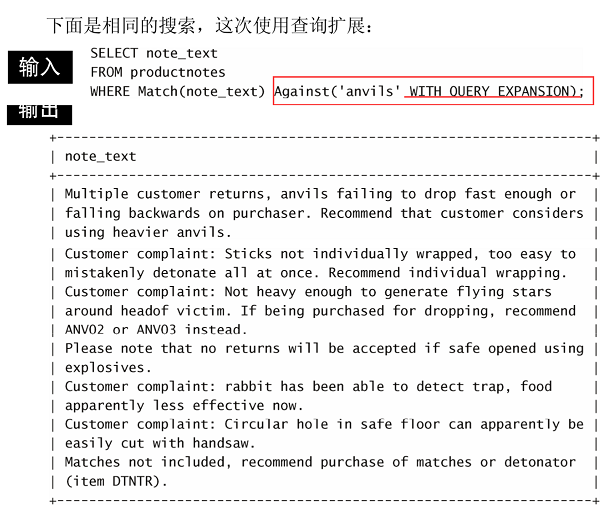 下面是相同的搜索，这次使用查询扩展：
输入
SELECT note_text
FROM productnotes
WHERE Match(note_text) Against('anvils' WITH QUERY EXPANSION);
输出
+-----------------------------------------------------------------+
| note_text |
+-----------------------------------------------------------------+
| Multiple customer returns, anvils failing to drop fast enough or |
| falling backwards on purchaser. Recommend that customer considers |
| using heavier anvils. |
| Customer complaint: Sticks not individually wrapped, too easy to |
| mistakenly detonate all at once. Recommend individual wrapping. |
| Customer complaint: Not heavy enough to generate flying stars |
| around headof victim. If being purchased for dropping, recommend |
| ANV02 or ANV03 instead. |
| Please note that no returns will be accepted if safe opened using |
| explosives. |
| Customer complaint: rabbit has been able to detect trap, food |
| apparently less effective now. |
| Customer complaint: Circular hole in safe floor can apparently be |
| easily cut with handsaw. |
| Matches not included, recommend purchase of matches or detonator |
| (item DTNTR). |
+-----------------------------------------------------------------+